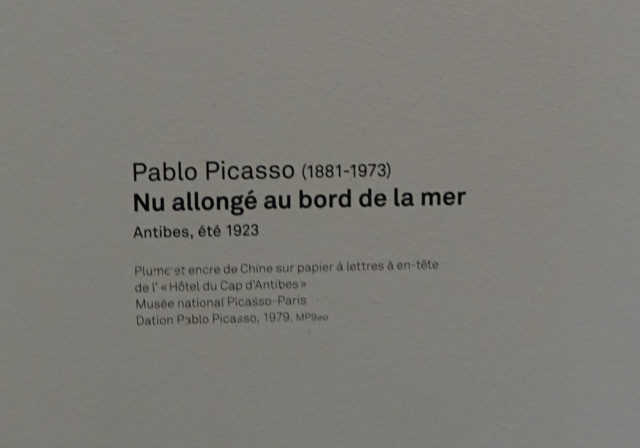 Pablo Picasso (1881-1973)
Nu allongé au bord de la mer
Antibes, été 1923
Plume et encre de Chine sur papier à lettres à en-tête
de l' « Hôtel du Cap d'Antibes »
Musée national Picasso-Paris
Dation Pablo Picasso, 1979. MP900